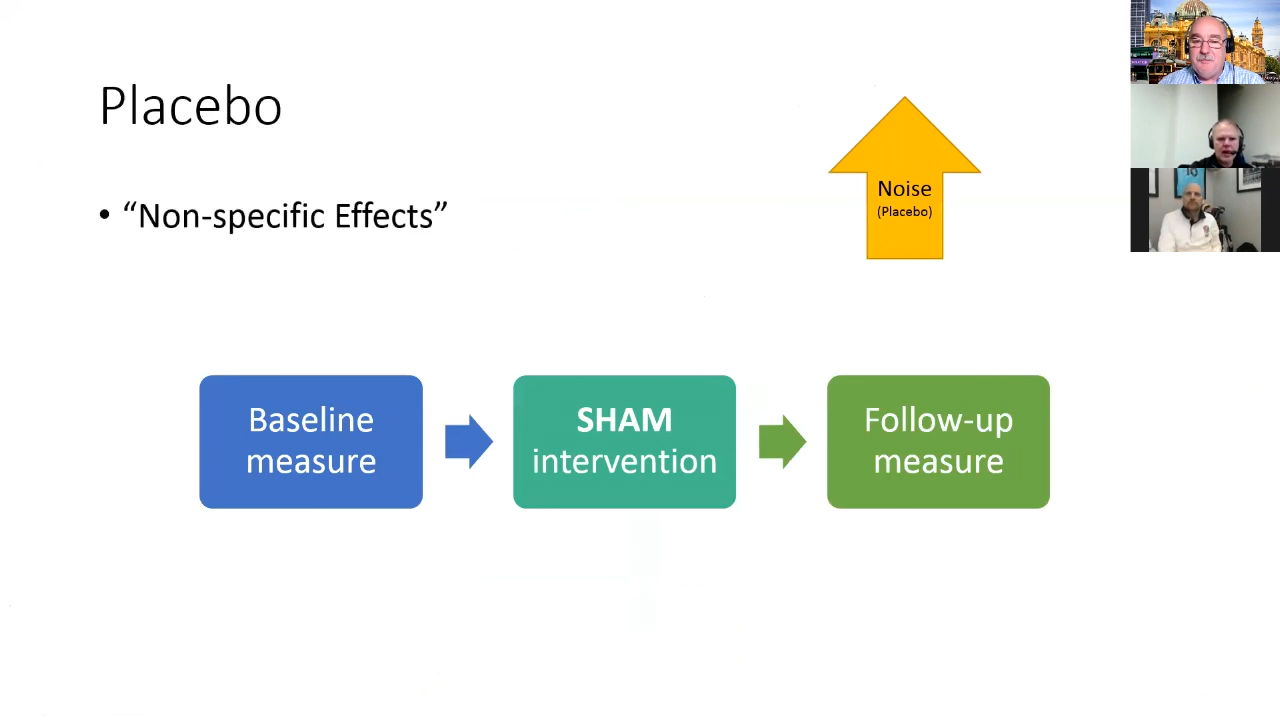 Placebo
• “Non-specific Effects”
Noise
(Placebo)
Baseline
measure
SHAM
intervention
Follow-up
measure